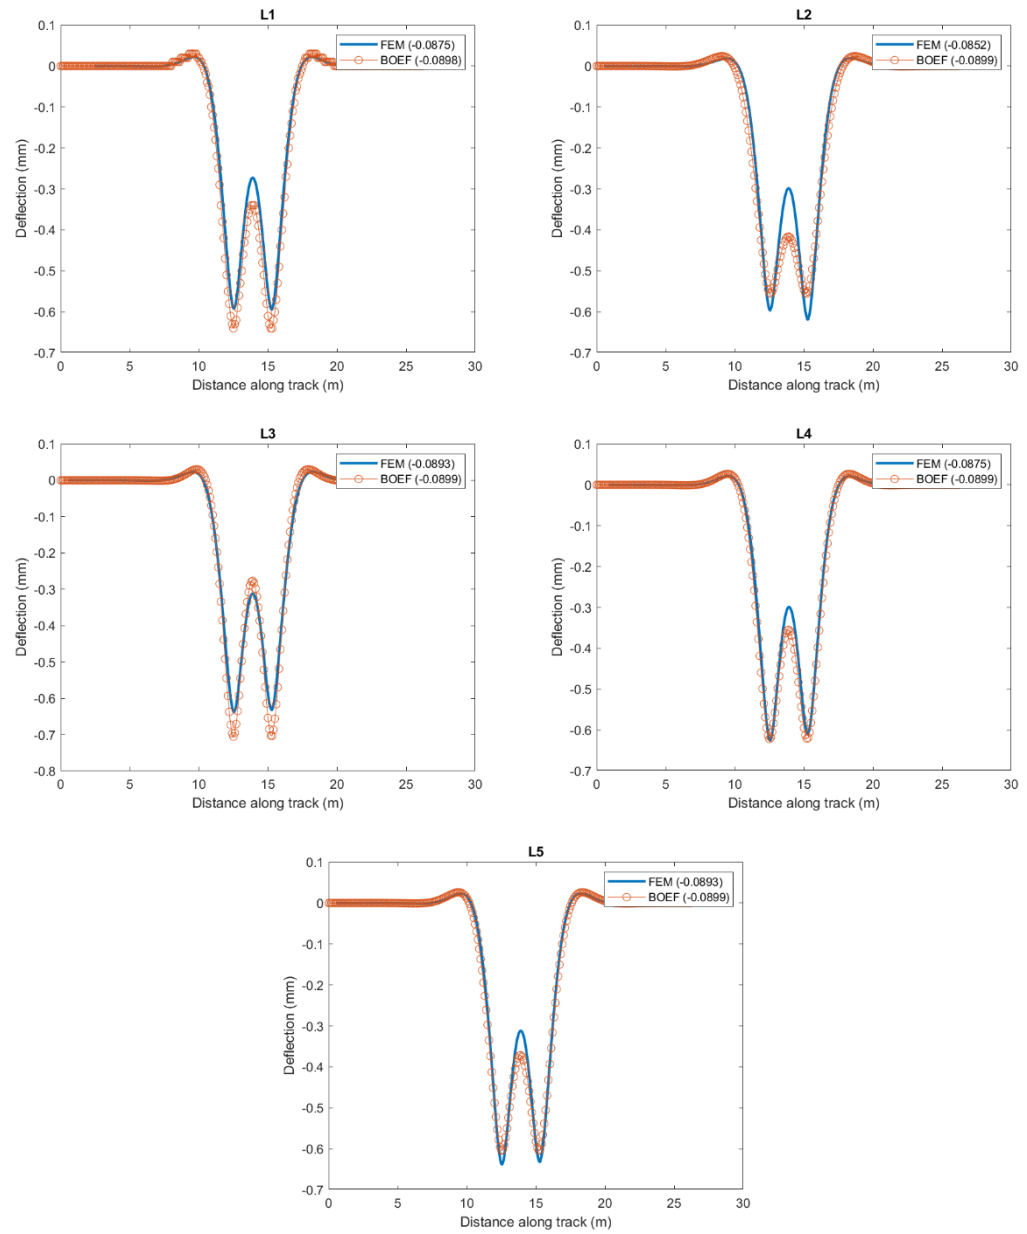 L1
0.1
0
-0.1
-0.2
-0.3
-0.4
-0.5
-0.6
-0.7
Deflection (mm)
FEM (-0.0875)
BOEF (-0.0898)
0 5 10 15 20 25 30
Distance along track (m)
L2
0.1
0
-0.1
-0.2
-0.3
-0.4
-0.5
-0.6
-0.7
Deflection (mm)
FEM (-0.0852)
BOEF (-0.0899)
0 5 10 15 20 25 30
Distance along track (m)
L3
0.1
0
-0.1
-0.2
-0.3
-0.4
-0.5
-0.6
-0.7
-0.8
Deflection (mm)
FEM (-0.0893)
BOEF (-0.0899)
0 5 10 15 20 25 30
Distance along track (m)
L4
0.1
0
-0.1
-0.2
-0.3
-0.4
-0.5
-0.6
-0.7
Deflection (mm)
FEM (-0.0875)
BOEF (-0.0899)
0 5 10 15 20 25 30
Distance along track (m)
L5
0.1
0
-0.1
-0.2
-0.3
-0.4
-0.5
-0.6
-0.7
Deflection (mm)
FEM (-0.0893)
BOEF (-0.0899)
0 5 10 15 20 25 30
Distance along track (m)